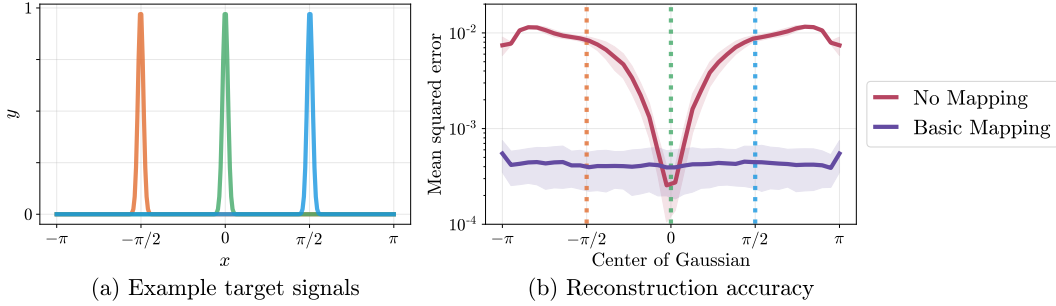 1
0
y
−π
−π/2
0
π/2
π
x
(a) Example target signals
10⁻²
10⁻³
10⁻⁴
Mean squared error
−π
−π/2
0
π/2
π
Center of Gaussian
(b) Reconstruction accuracy
No Mapping
Basic Mapping